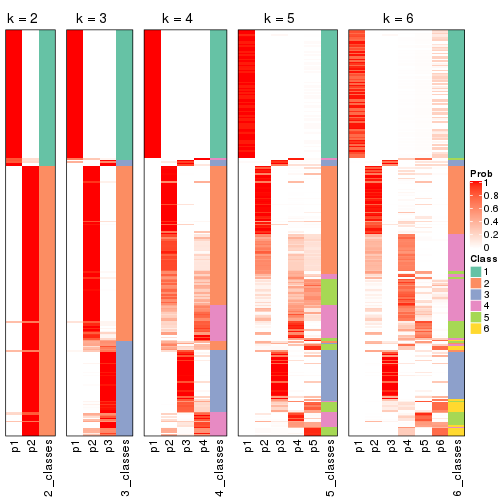 k = 2 k = 3 k = 4 k = 5 k = 6
p1 p2 2_classes
p1 p2 p3 3_classes
p1 p2 p3 p4 4_classes
p1 p2 p3 p4 p5 5_classes
p1 p2 p3 p4 p5 p6 6_classes
Prob
1
0.8
0.6
0.4
0.2
0
Class
1
2
3
4
5
6